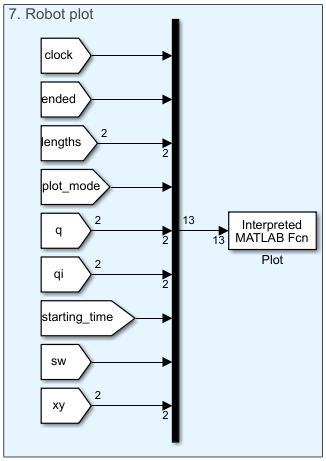 7. Robot plot
clock
ended
lengths
2
2
plot_mode
q
2
2
13
13
Interpreted
MATLAB Fcn
Plot
qi
2
2
starting_time
sw
xy
2
2